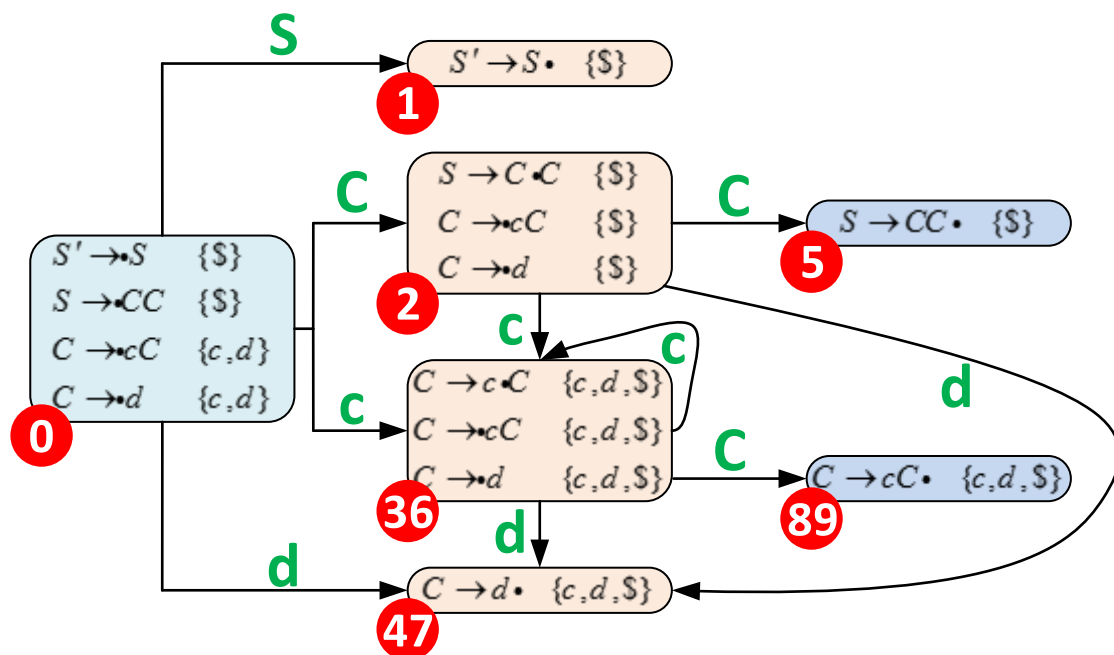 S
S' → S• {$}
1
C
S → C•C {$}
C → •cC {$}
C → •d {$}
2
C
S → CC• {$}
5
S' → •S {$}
S → •CC {$}
C → •cC {c,d}
C → •d {c,d}
0
c
c
c
C → c•C {c,d,$}
C → •cC {c,d,$}
C → •d {c,d,$}
36
C
C → cC• {c,d,$}
89
d
d
d
C → d• {c,d,$}
47